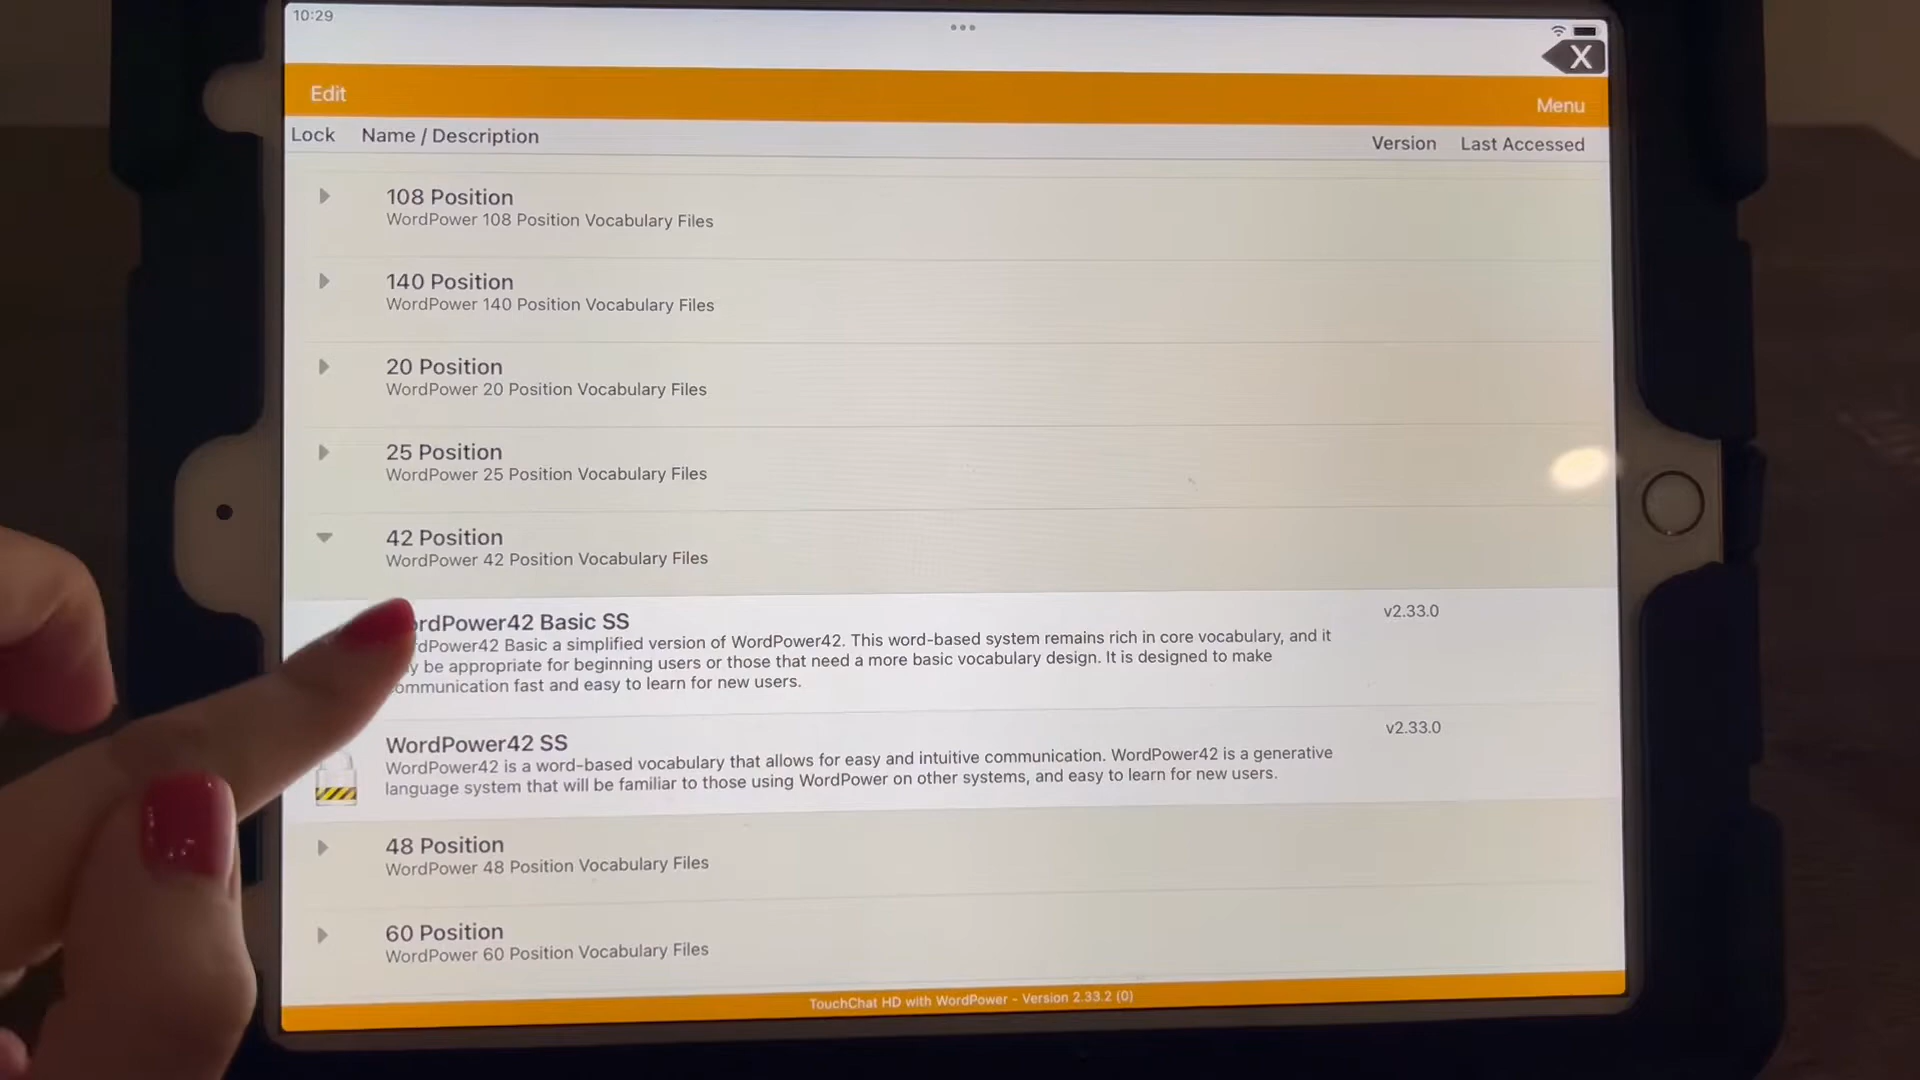 10:29
X
Edit
Menu
Lock Name / Description Version Last Accessed
108 Position
WordPower 108 Position Vocabulary Files
140 Position
WordPower 140 Position Vocabulary Files
20 Position
WordPower 20 Position Vocabulary Files
25 Position
WordPower 25 Position Vocabulary Files
42 Position
WordPower 42 Position Vocabulary Files
ordPower42 Basic SS v2.33.0
rdPower42 Basic a simplified version of WordPower42. This word-based system remains rich in core vocabulary, and it
y be appropriate for beginning users or those that need a more basic vocabulary design. It is designed to make
ommunication fast and easy to learn for new users.
WordPower42 SS v2.33.0
WordPower42 is a word-based vocabulary that allows for easy and intuitive communication. WordPower42 is a generative
language system that will be familiar to those using WordPower on other systems, and easy to learn for new users.
48 Position
WordPower 48 Position Vocabulary Files
60 Position
WordPower 60 Position Vocabulary Files
TouchChat HD with WordPower - Version 2.33.2 (0)